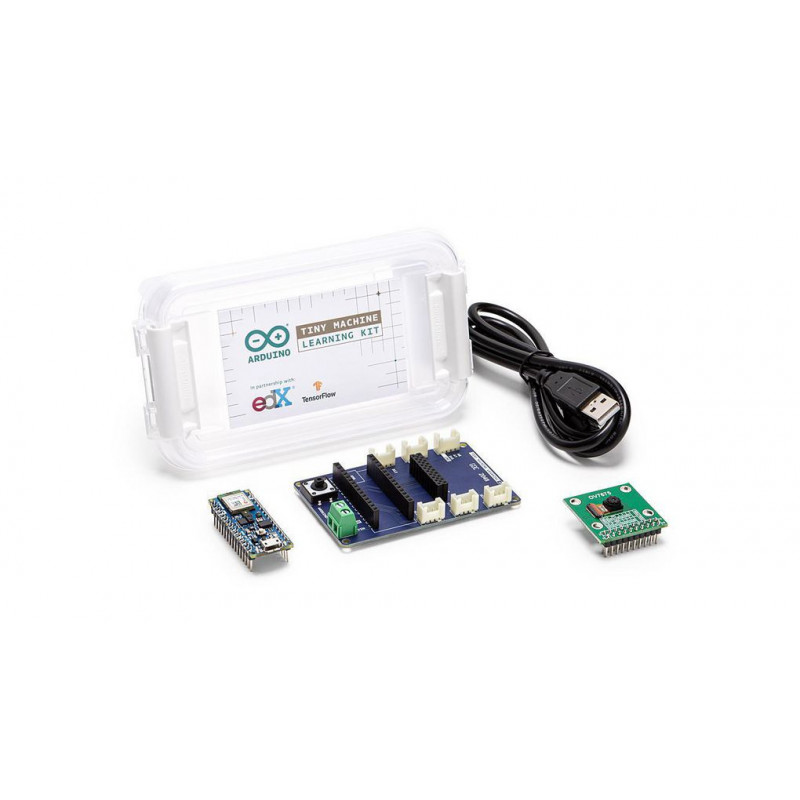 TINY MACHINE
LEARNING KIT
ARDUINO
In partnership with:
edX
TensorFlow
OV7675